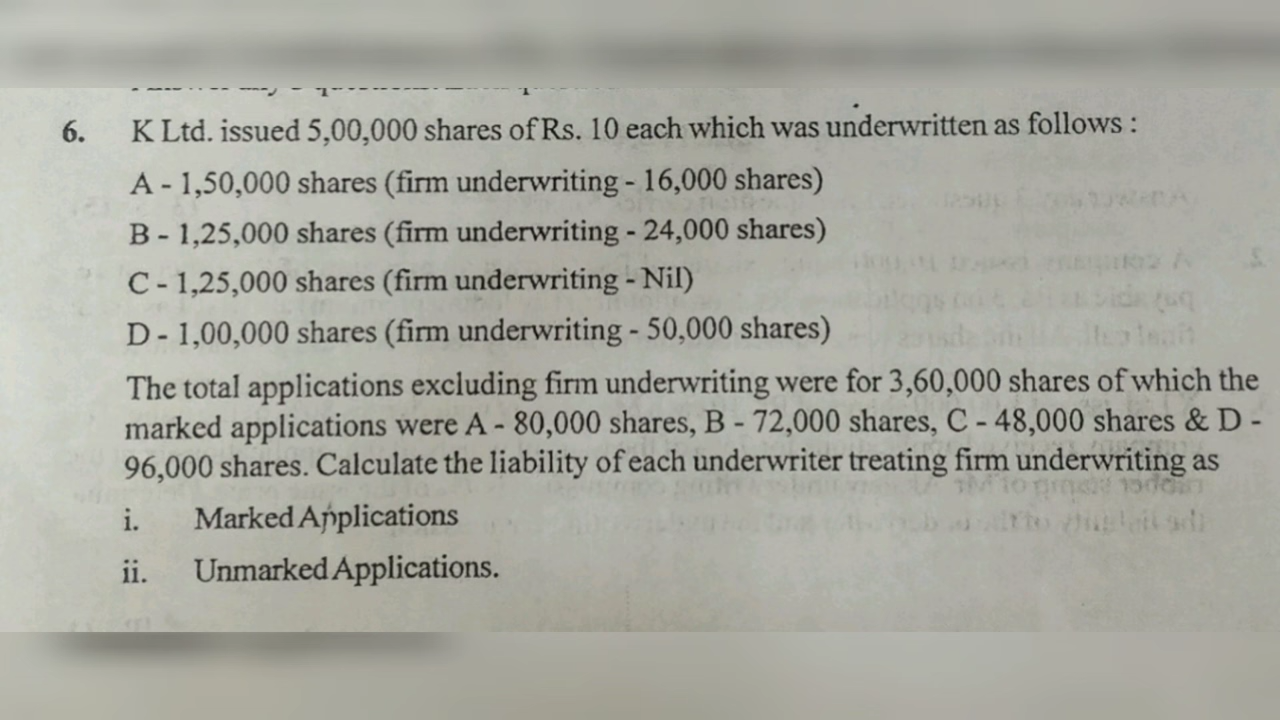 6. K Ltd. issued 5,00,000 shares of Rs. 10 each which was underwritten as follows :
A - 1,50,000 shares (firm underwriting - 16,000 shares)
B - 1,25,000 shares (firm underwriting - 24,000 shares)
C - 1,25,000 shares (firm underwriting - Nil)
D - 1,00,000 shares (firm underwriting - 50,000 shares)
The total applications excluding firm underwriting were for 3,60,000 shares of which the
marked applications were A - 80,000 shares, B - 72,000 shares, C - 48,000 shares & D -
96,000 shares. Calculate the liability of each underwriter treating firm underwriting as
i. Marked Applications
ii. Unmarked Applications.